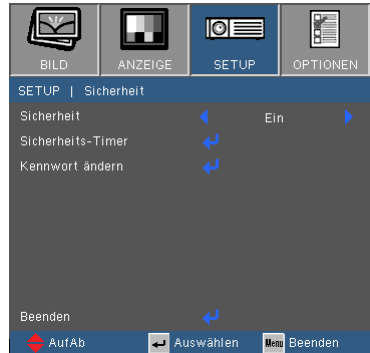 BILD ANZEIGE SETUP OPTIONEN
SETUP | Sicherheit
Sicherheit Ein
Sicherheits-Timer
Kennwort ändern
Beenden
AufAb Auswählen Menu Beenden